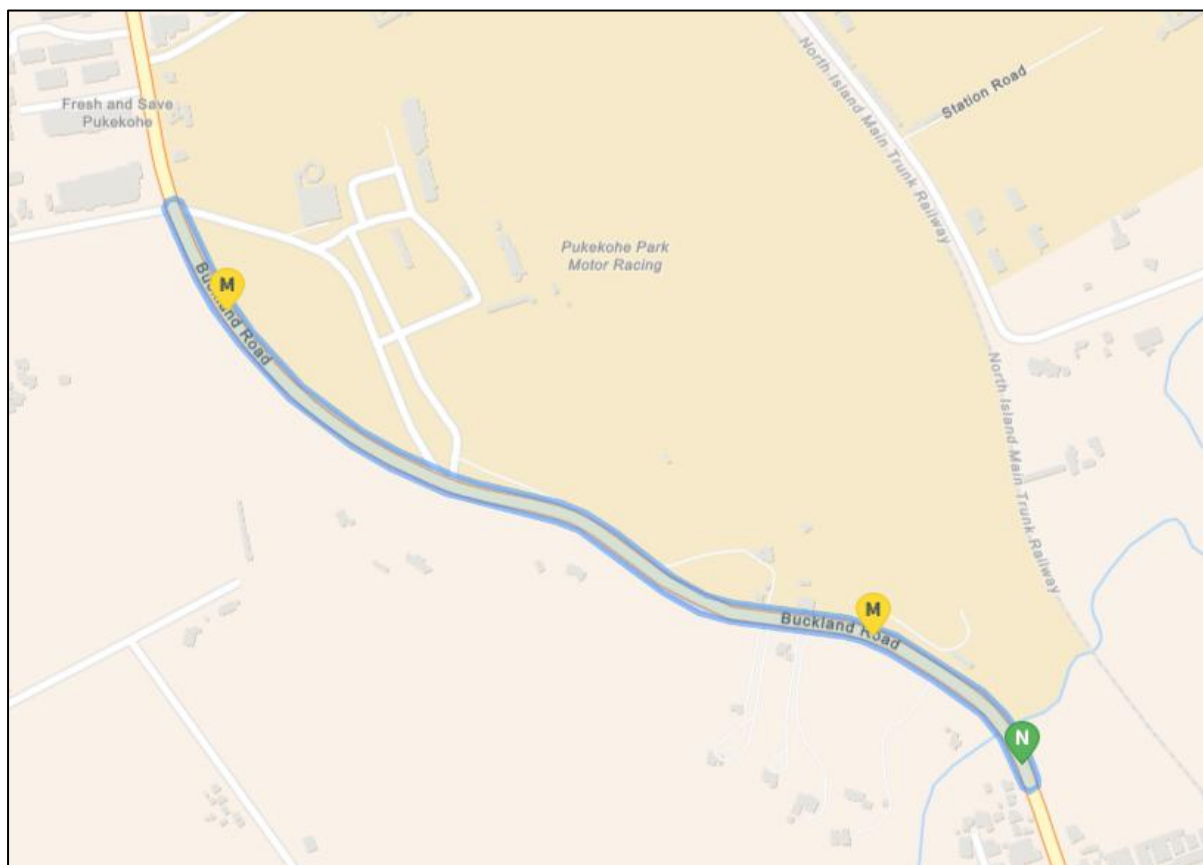 Fresh and Save
Pukekohe
North Island Main Trunk Railway
Station Road
Pukekohe Park
Motor Racing
M
Buckland Road
North Island Main Trunk Railway
M
Buckland Road
N